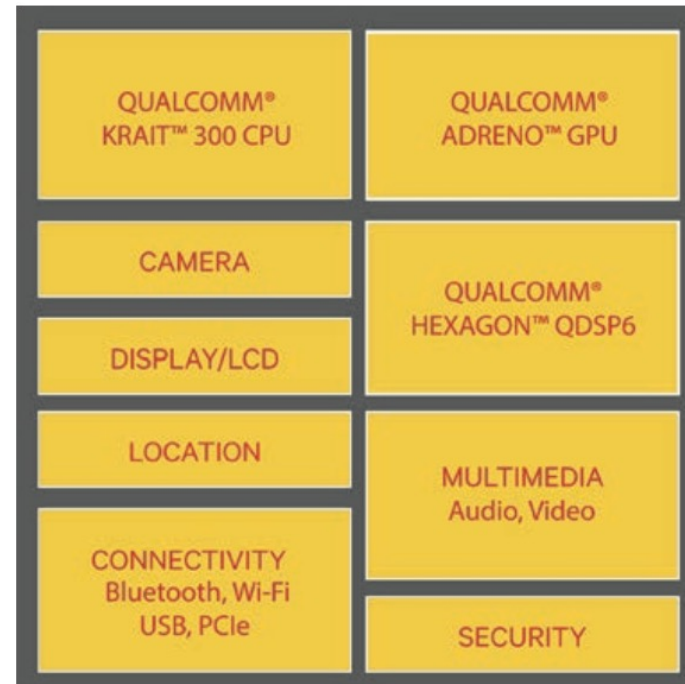 QUALCOMM®
KRAIT™ 300 CPU
QUALCOMM®
ADRENO™ GPU
CAMERA
QUALCOMM®
HEXAGON™ QDSP6
DISPLAY/LCD
LOCATION
MULTIMEDIA
Audio, Video
CONNECTIVITY
Bluetooth, Wi-Fi
USB, PCIe
SECURITY